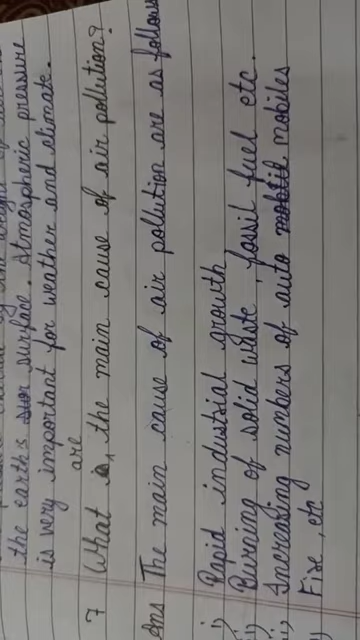 the earth's surface. Atmospheric pressure
is very important for weather and climate.
are
7 What is, the main cause of air pollution?
Ans The main cause of air pollution are as follows
i) Rapid industrial growth
ii) Burning of solid waste, fossil fuel etc.
Increasing numbers of auto mobiles
Fire, etc